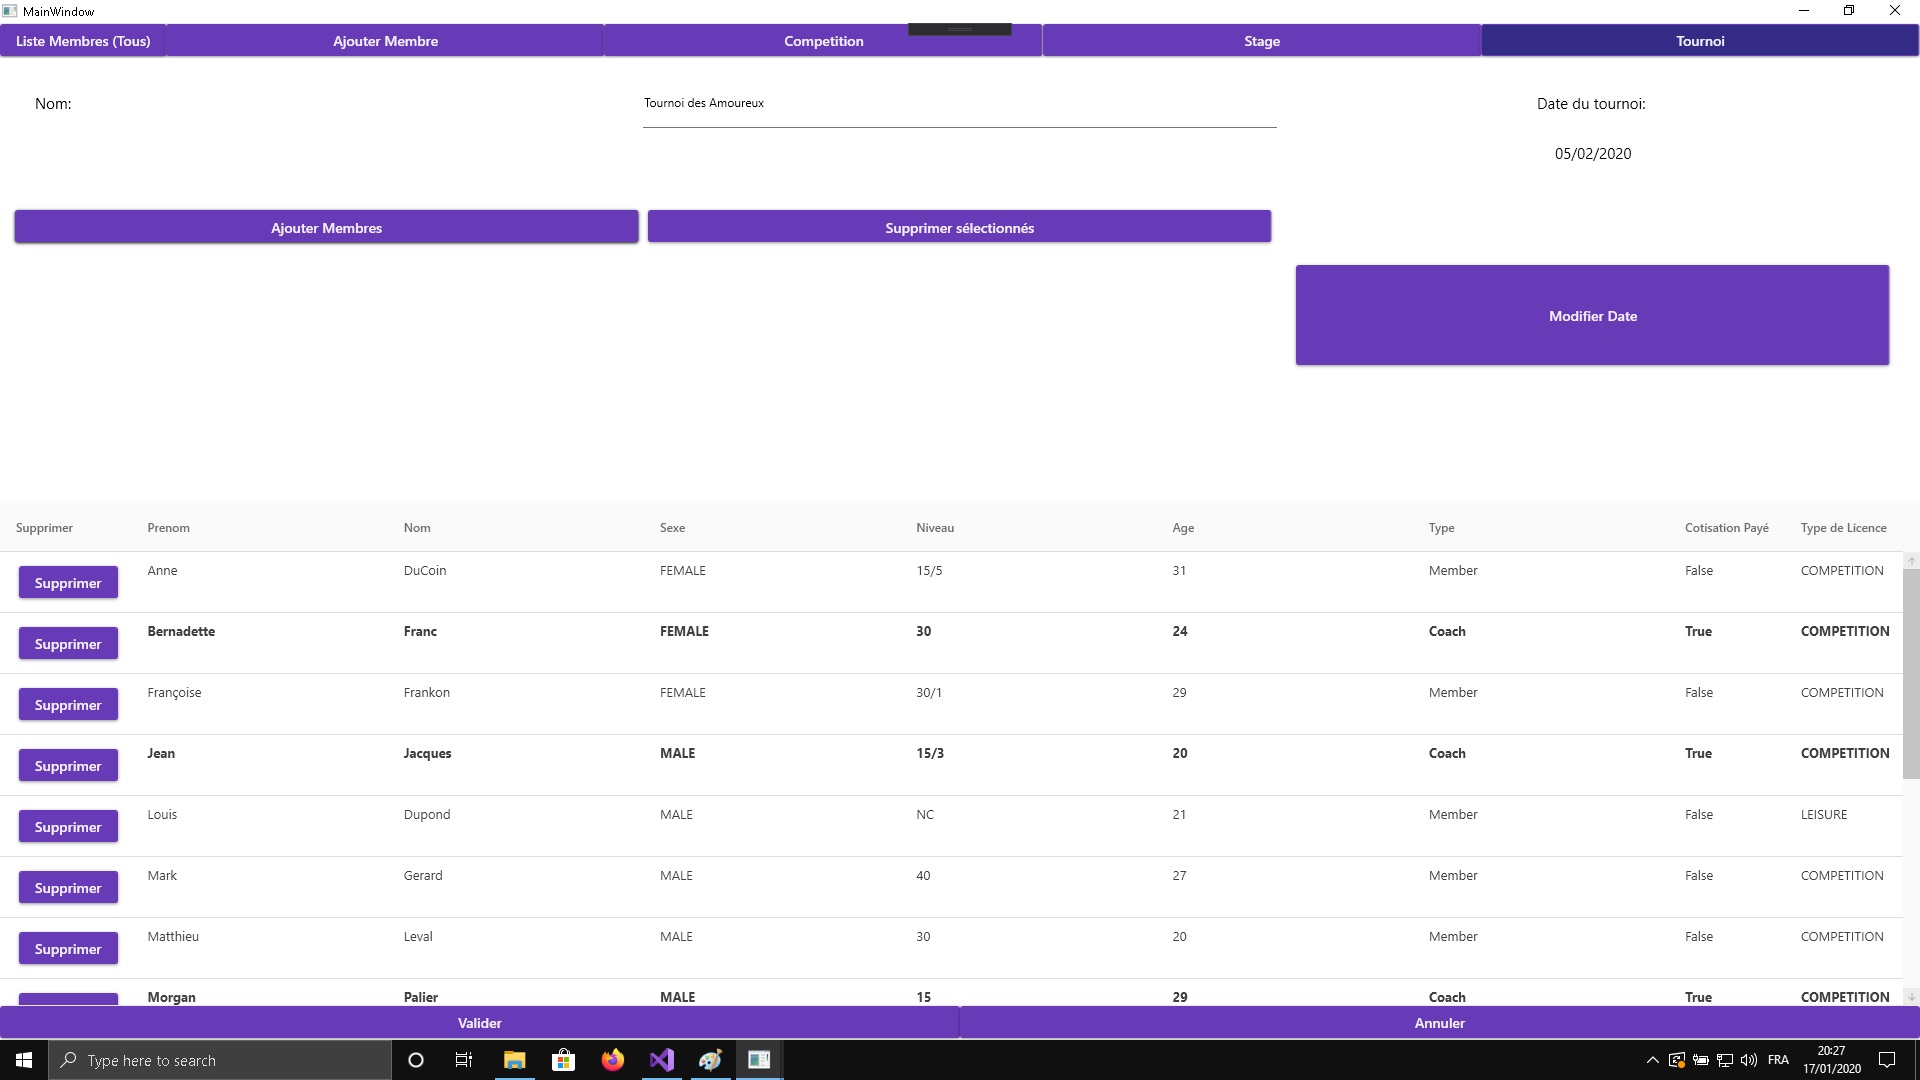 MainWindow
Liste Membres (Tous) Ajouter Membre Competition Stage Tournoi
Nom: Tournoi des Amoureux Date du tournoi:
05/02/2020
Ajouter Membres Supprimer sélectionnés
Modifier Date
Supprimer Prenom Nom Sexe Niveau Age Type Cotisation Payé Type de Licence
Supprimer Anne DuCoin FEMALE 15/5 31 Member False COMPETITION
Supprimer Bernadette Franc FEMALE 30 24 Coach True COMPETITION
Supprimer Françoise Frankon FEMALE 30/1 29 Member False COMPETITION
Supprimer Jean Jacques MALE 15/3 20 Coach True COMPETITION
Supprimer Louis Dupond MALE NC 21 Member False LEISURE
Supprimer Mark Gerard MALE 40 27 Member False COMPETITION
Supprimer Matthieu Leval MALE 30 20 Member False COMPETITION
Morgan Palier MALE 15 29 Coach True COMPETITION
Valider Annuler
Type here to search FRA 20:27
17/01/2020